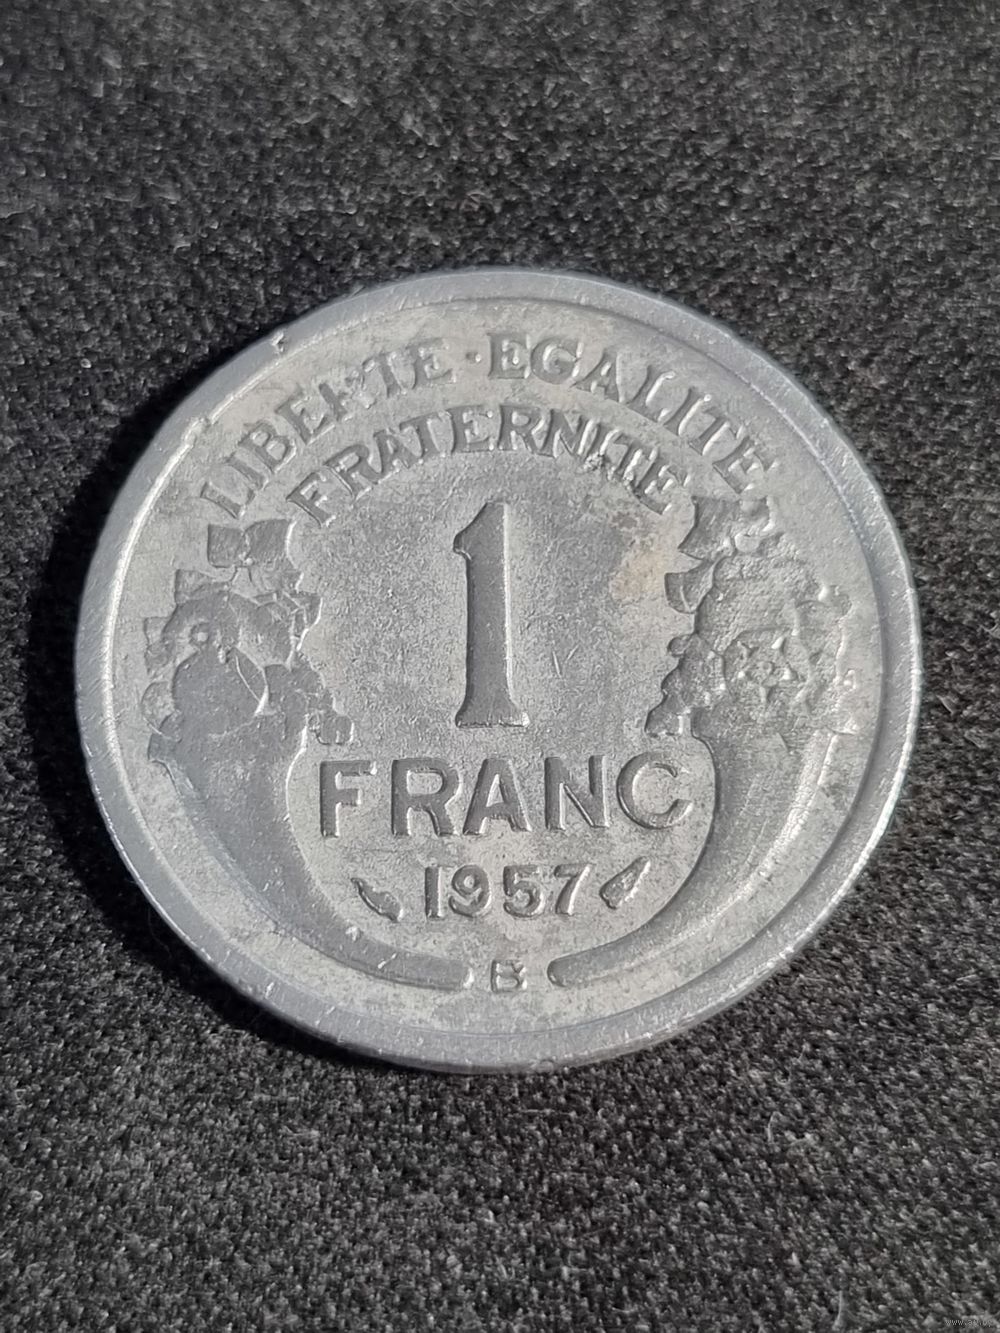 LIBERTE · EGALITE
FRATERNITE
1
FRANC
1957
B